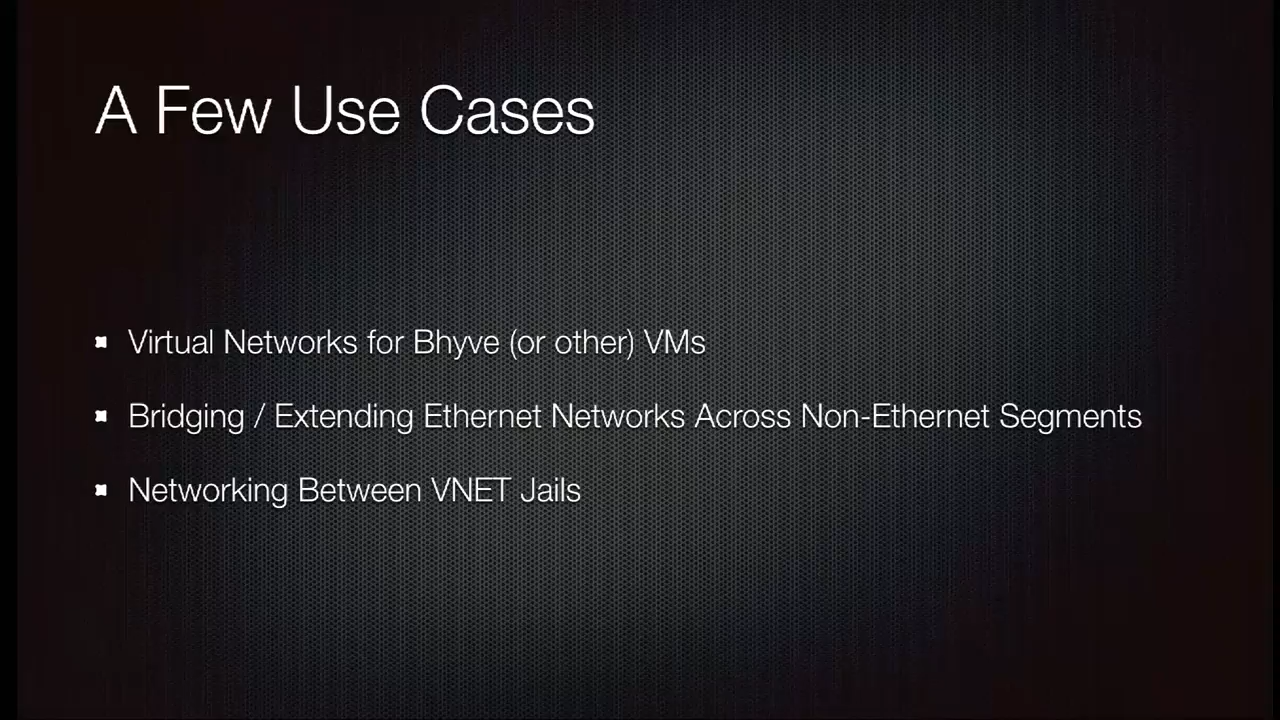 A Few Use Cases
Virtual Networks for Bhyve (or other) VMs
Bridging / Extending Ethernet Networks Across Non-Ethernet Segments
Networking Between VNET Jails